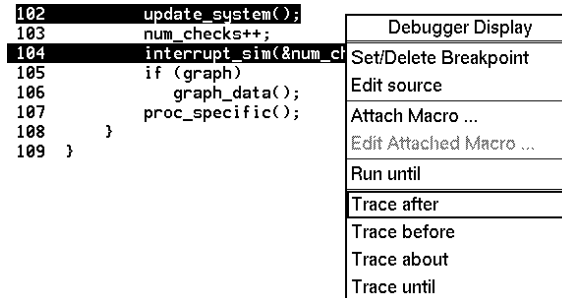 102 update_system();
103 num_checks++;
104 interrupt_sim(&num_ch
105 if (graph)
106 graph_data();
107 proc_specific();
108 }
109 }
Debugger Display
Set/Delete Breakpoint
Edit source
Attach Macro ...
Edit Attached Macro ...
Run until
Trace after
Trace before
Trace about
Trace until